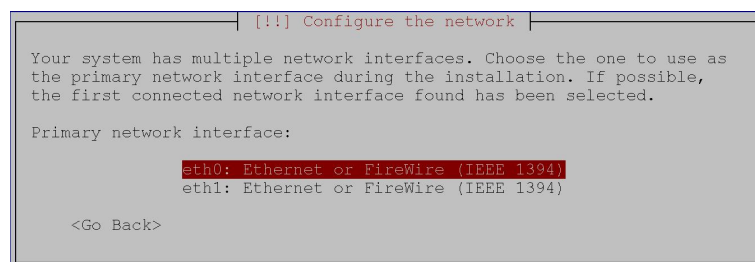 [!!] Configure the network
Your system has multiple network interfaces. Choose the one to use as
the primary network interface during the installation. If possible,
the first connected network interface found has been selected.
Primary network interface:
eth0: Ethernet or FireWire (IEEE 1394)
eth1: Ethernet or FireWire (IEEE 1394)
<Go Back>